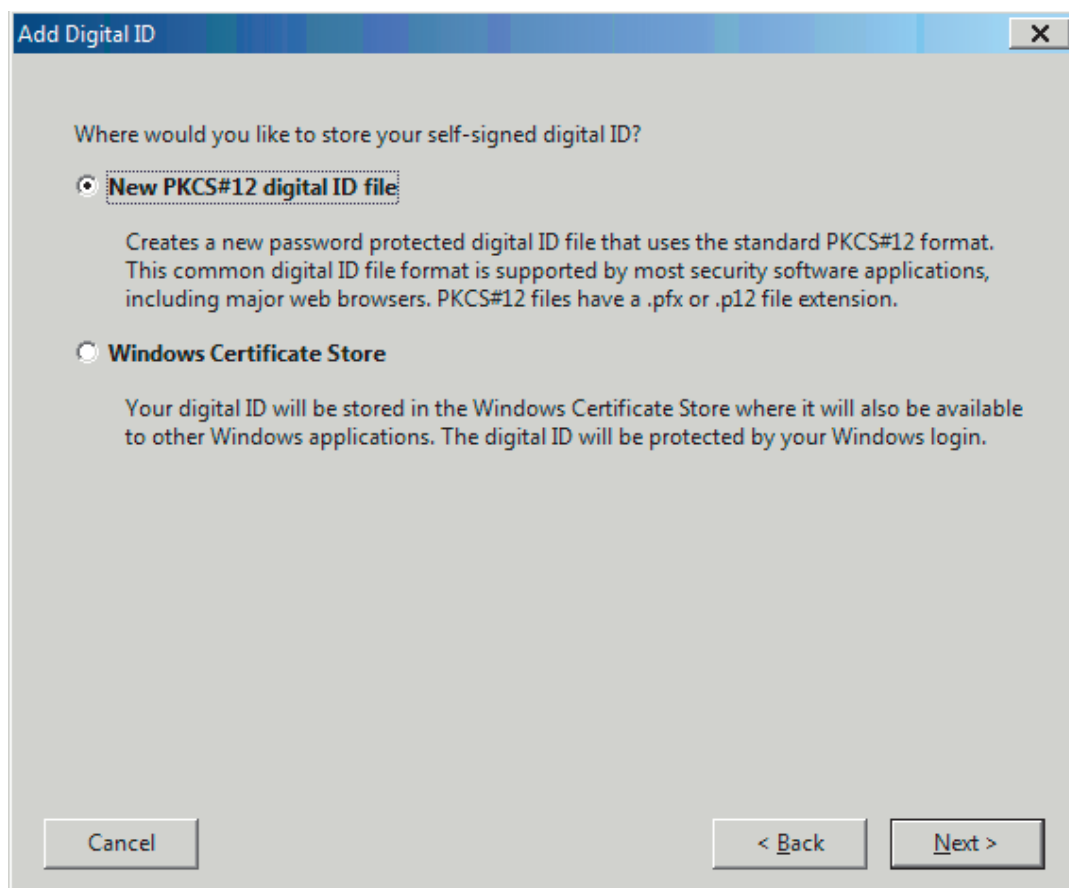 Add Digital ID
Where would you like to store your self-signed digital ID?
New PKCS#12 digital ID file
Creates a new password protected digital ID file that uses the standard PKCS#12 format.
This common digital ID file format is supported by most security software applications,
including major web browsers. PKCS#12 files have a .pfx or .p12 file extension.
Windows Certificate Store
Your digital ID will be stored in the Windows Certificate Store where it will also be available
to other Windows applications. The digital ID will be protected by your Windows login.
Cancel
< Back
Next >